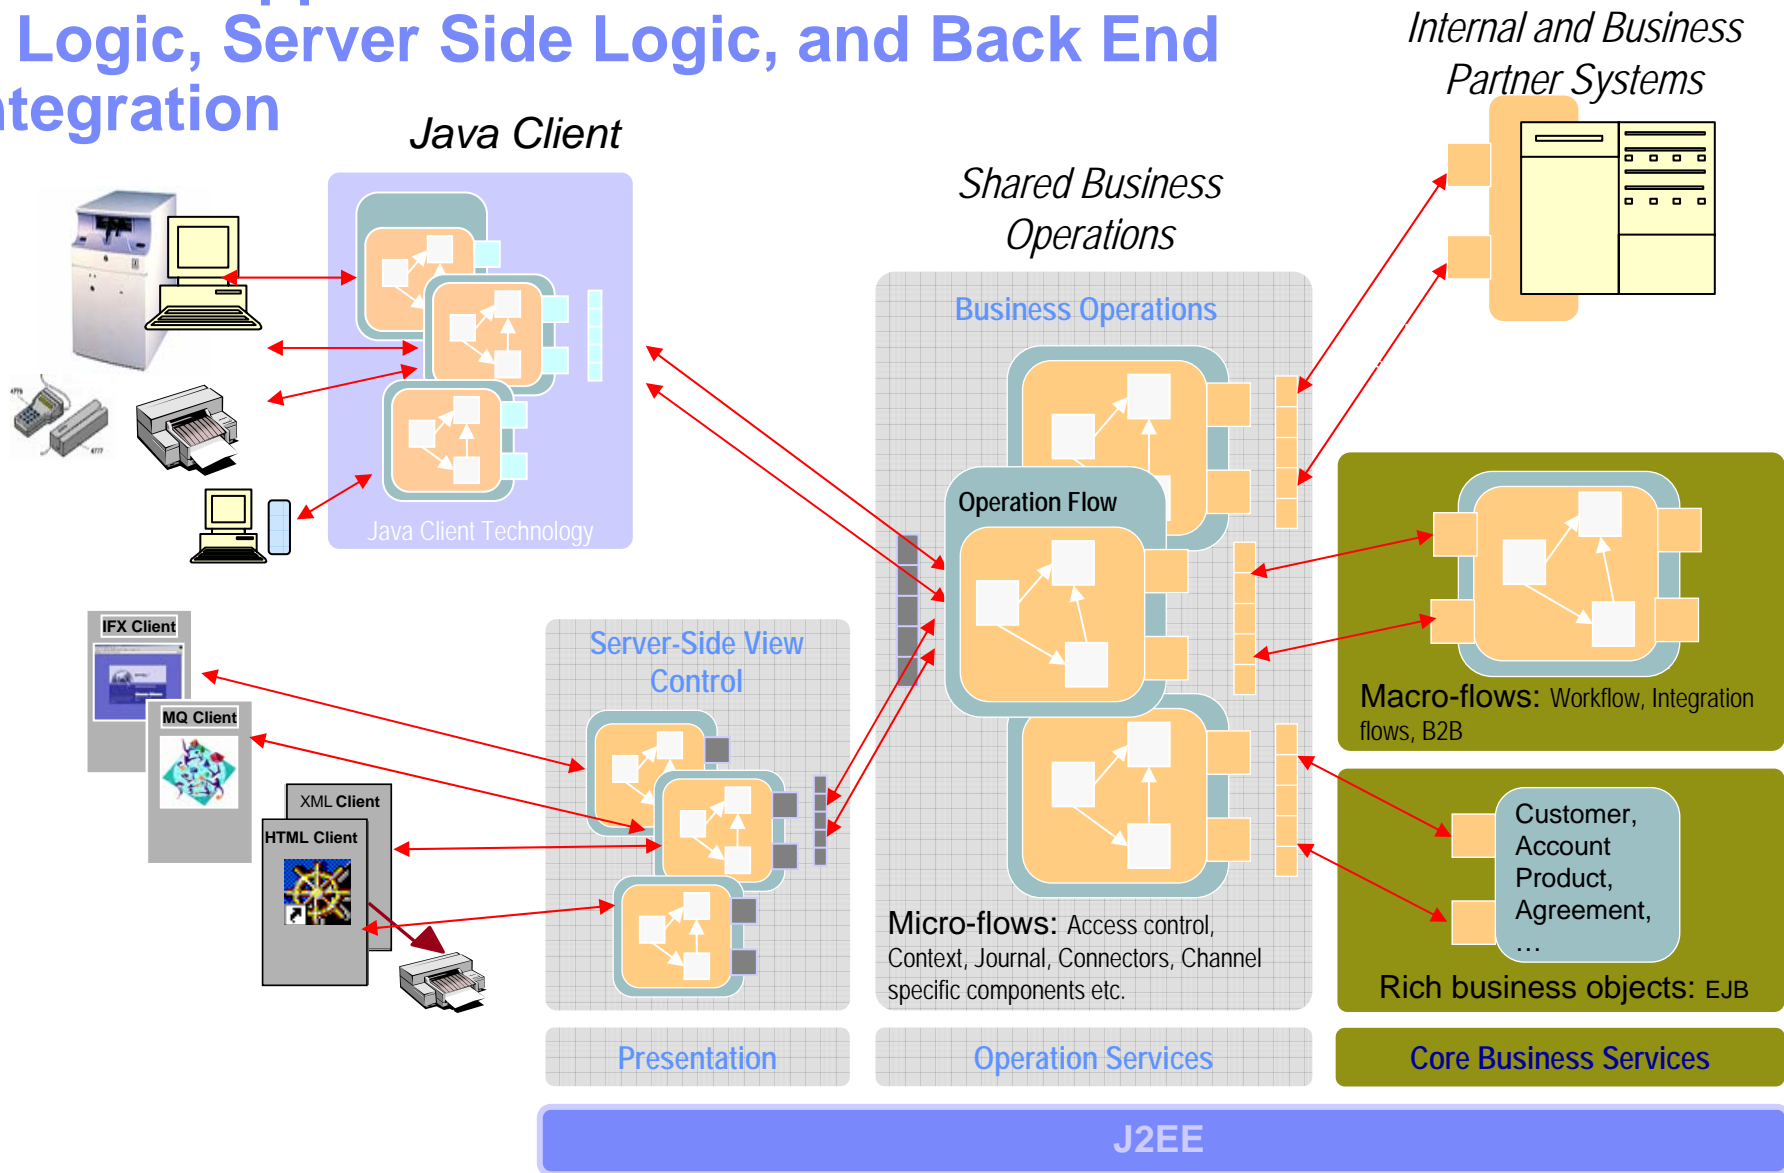 Logic, Server Side Logic, and Back End
ntegration
Internal and Business
Partner Systems
Java Client
Shared Business
Operations
Business Operations
Operation Flow
Java Client Technology
4778
4777
IFX Client
MQ Client
XML Client
HTML Client
Server-Side View
Control
Macro-flows: Workflow, Integration
flows, B2B
Customer,
Account
Product,
Agreement,
…
Rich business objects: EJB
Micro-flows: Access control,
Context, Journal, Connectors, Channel
specific components etc.
Presentation
Operation Services
Core Business Services
J2EE